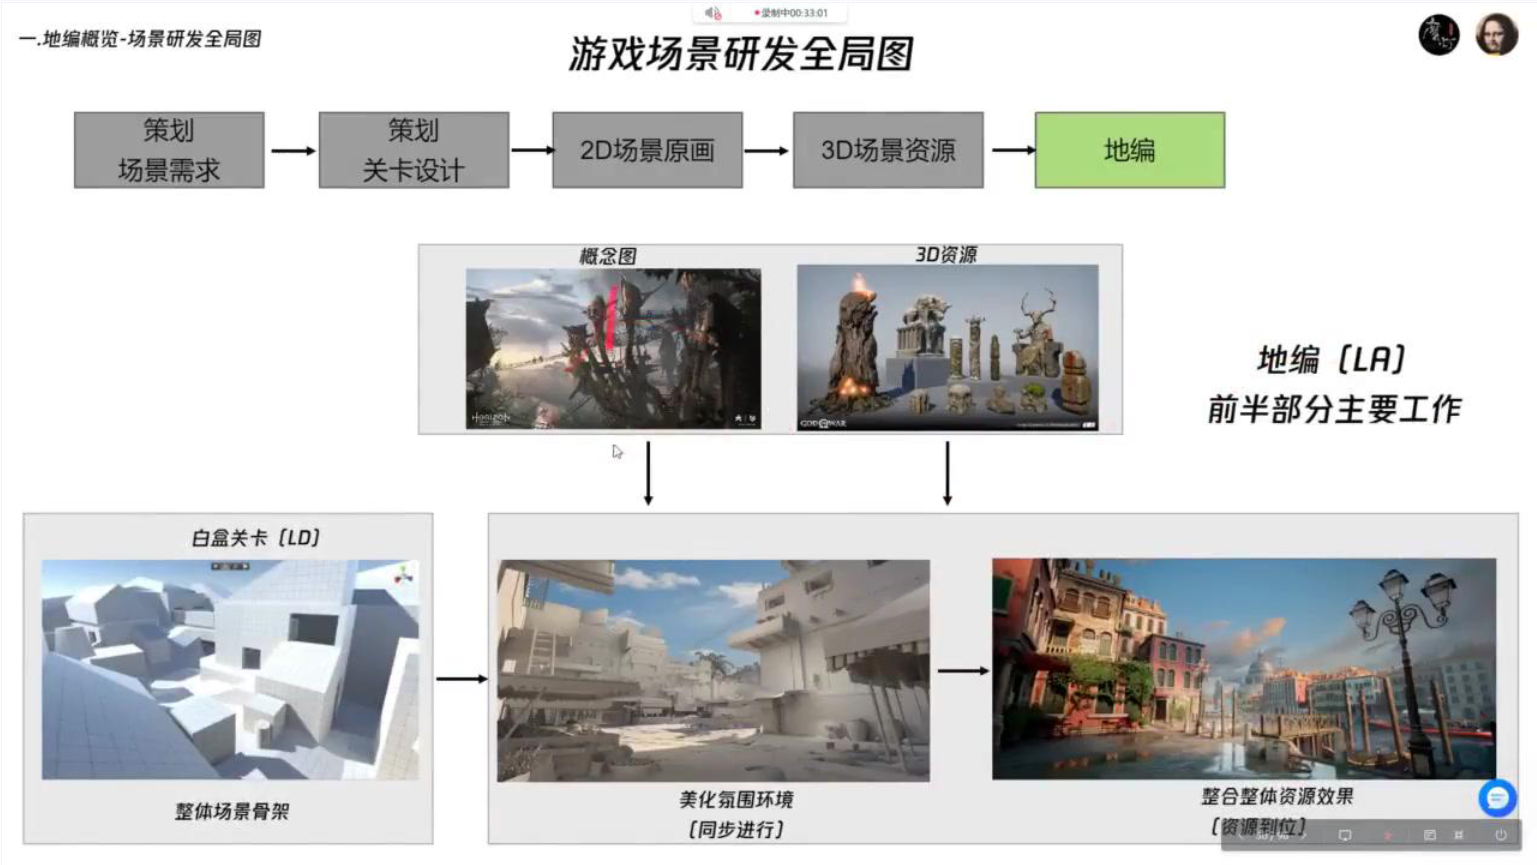 录制中00:33:01
一.地编概览-场景研发全局图
游戏场景研发全局图
策划
场景需求
策划
关卡设计
2D场景原画
3D场景资源
地编
概念图
3D资源
HORIZON
GOD OF WAR
地编（LA）
前半部分主要工作
白盒关卡（LD）
整体场景骨架
美化氛围环境
（同步进行）
整合整体资源效果
（资源到位）